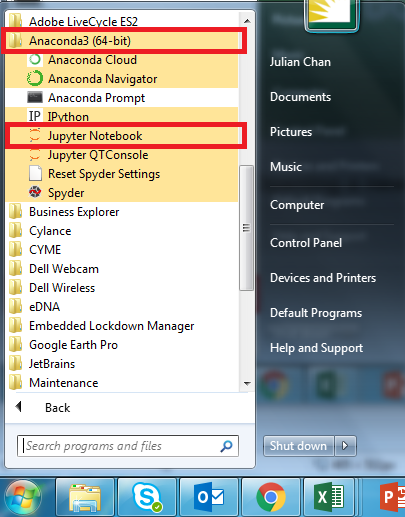 Adobe LiveCycle ES2
Anaconda3 (64-bit)
Anaconda Cloud
Anaconda Navigator
Anaconda Prompt
IP IPython
Jupyter Notebook
Jupyter QTConsole
Reset Spyder Settings
Spyder
Business Explorer
Cylance
CYME
Dell Webcam
Dell Wireless
eDNA
Embedded Lockdown Manager
Google Earth Pro
JetBrains
Maintenance
Back
Search programs and files
Julian Chan
Documents
Pictures
Music
Computer
Control Panel
Devices and Printers
Default Programs
Help and Support
Shut down